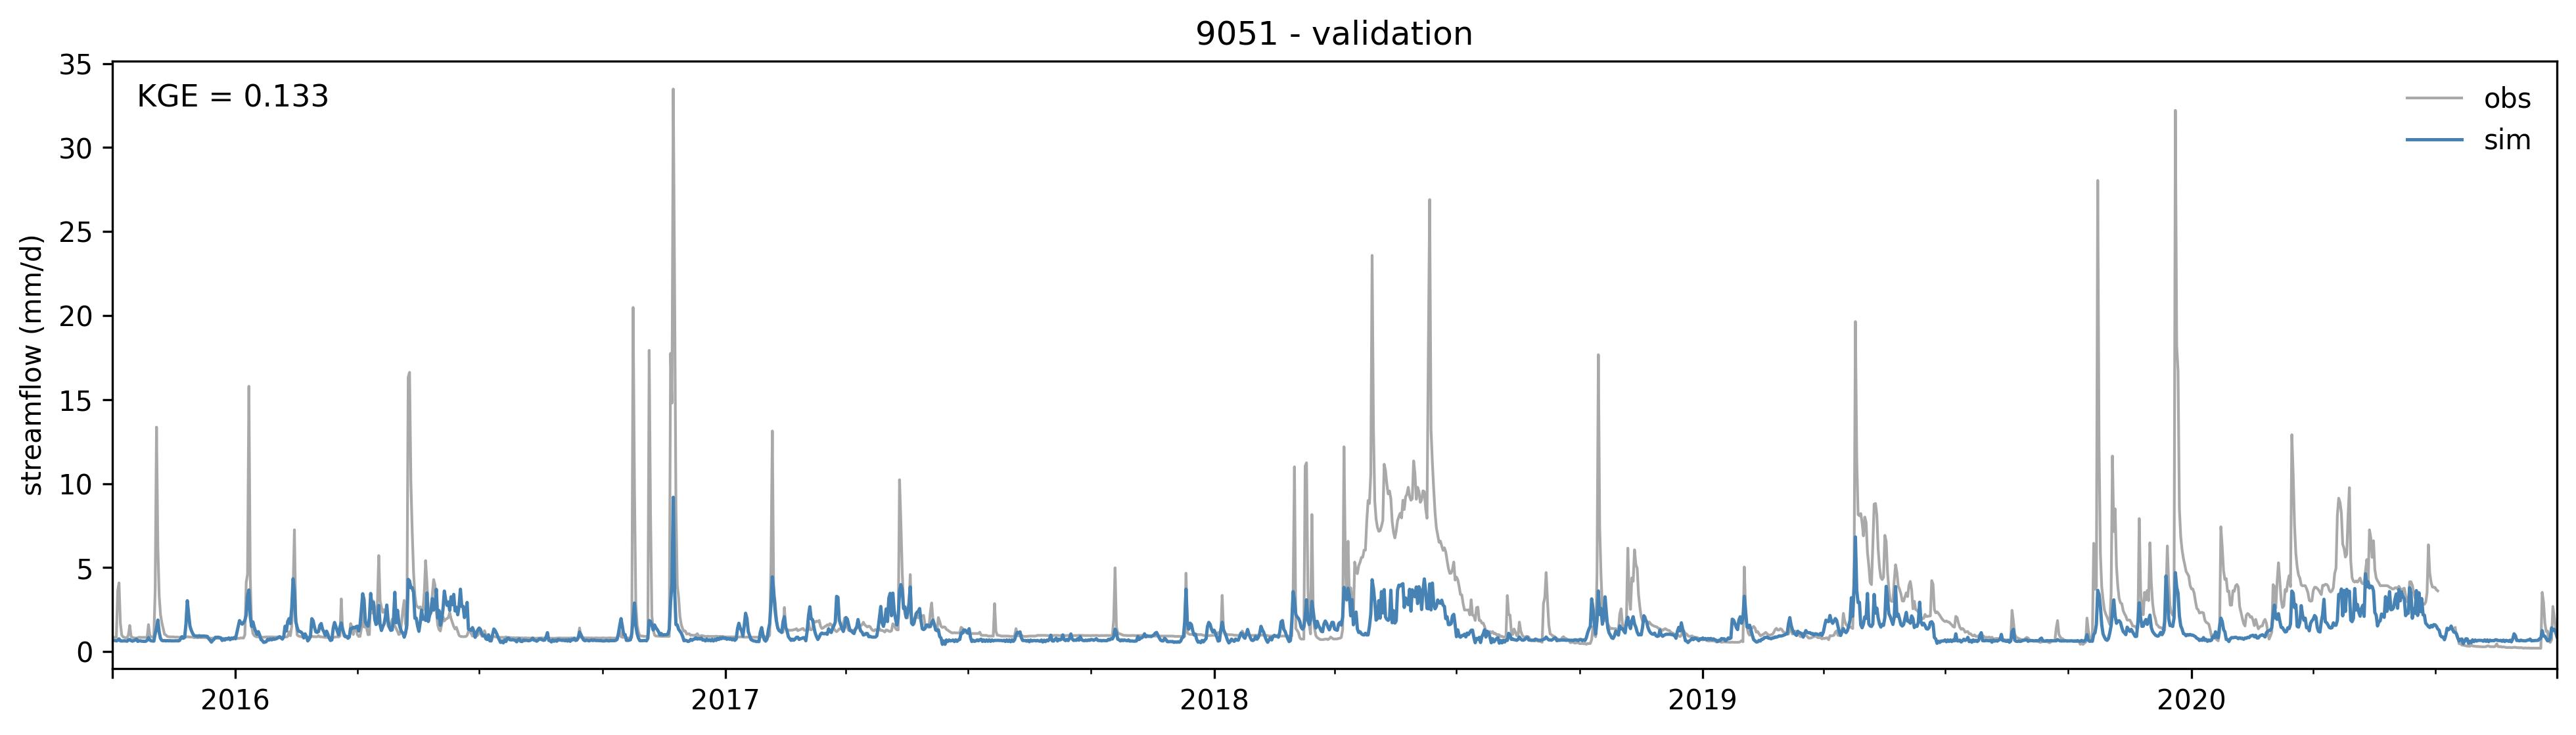 9051 - validation
KGE = 0.133
obs
sim
streamflow (mm/d)
35
30
25
20
15
10
5
0
2016 2017 2018 2019 2020